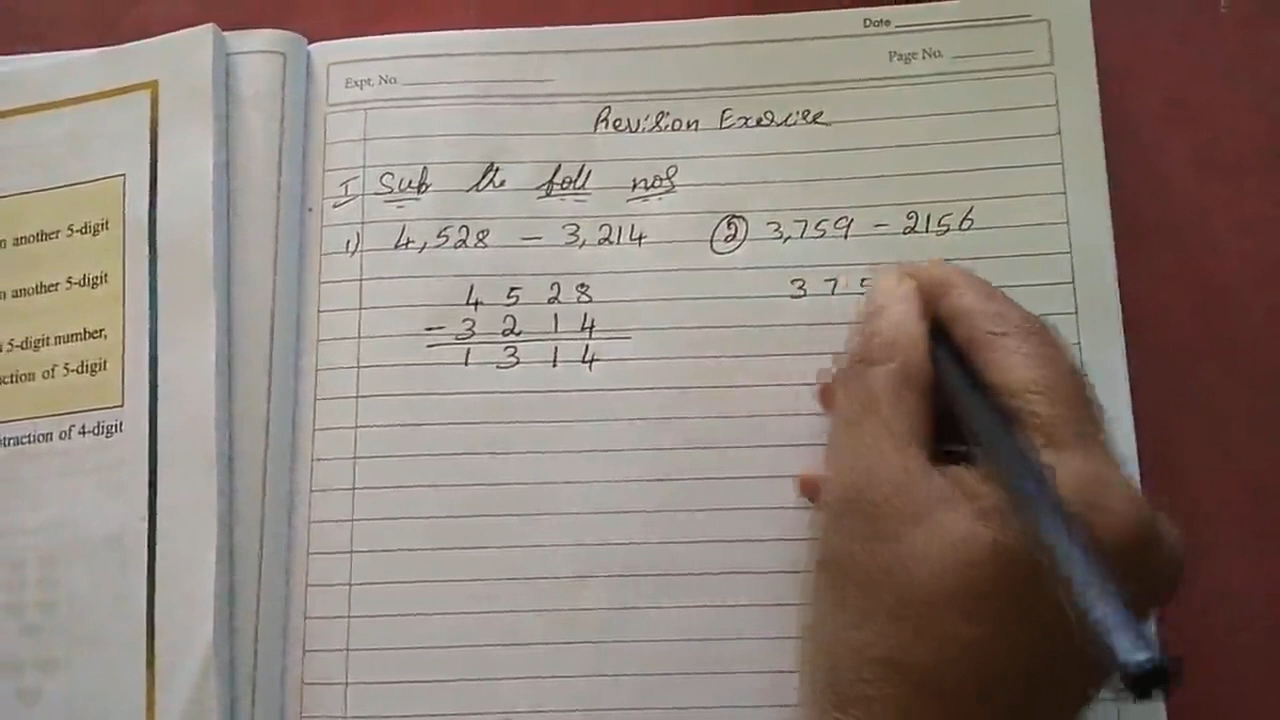 n another 5-digit
n another 5-digit
5-digit number,
ction of 5-digit
traction of 4-digit
Date
Page No.
Expt. No.
Revision Exercise
I Sub the foll nos
1) 4,528 - 3,214
4 5 2 8
- 3 2 1 4
1 3 1 4
② 3,759 - 2156
3 7 5